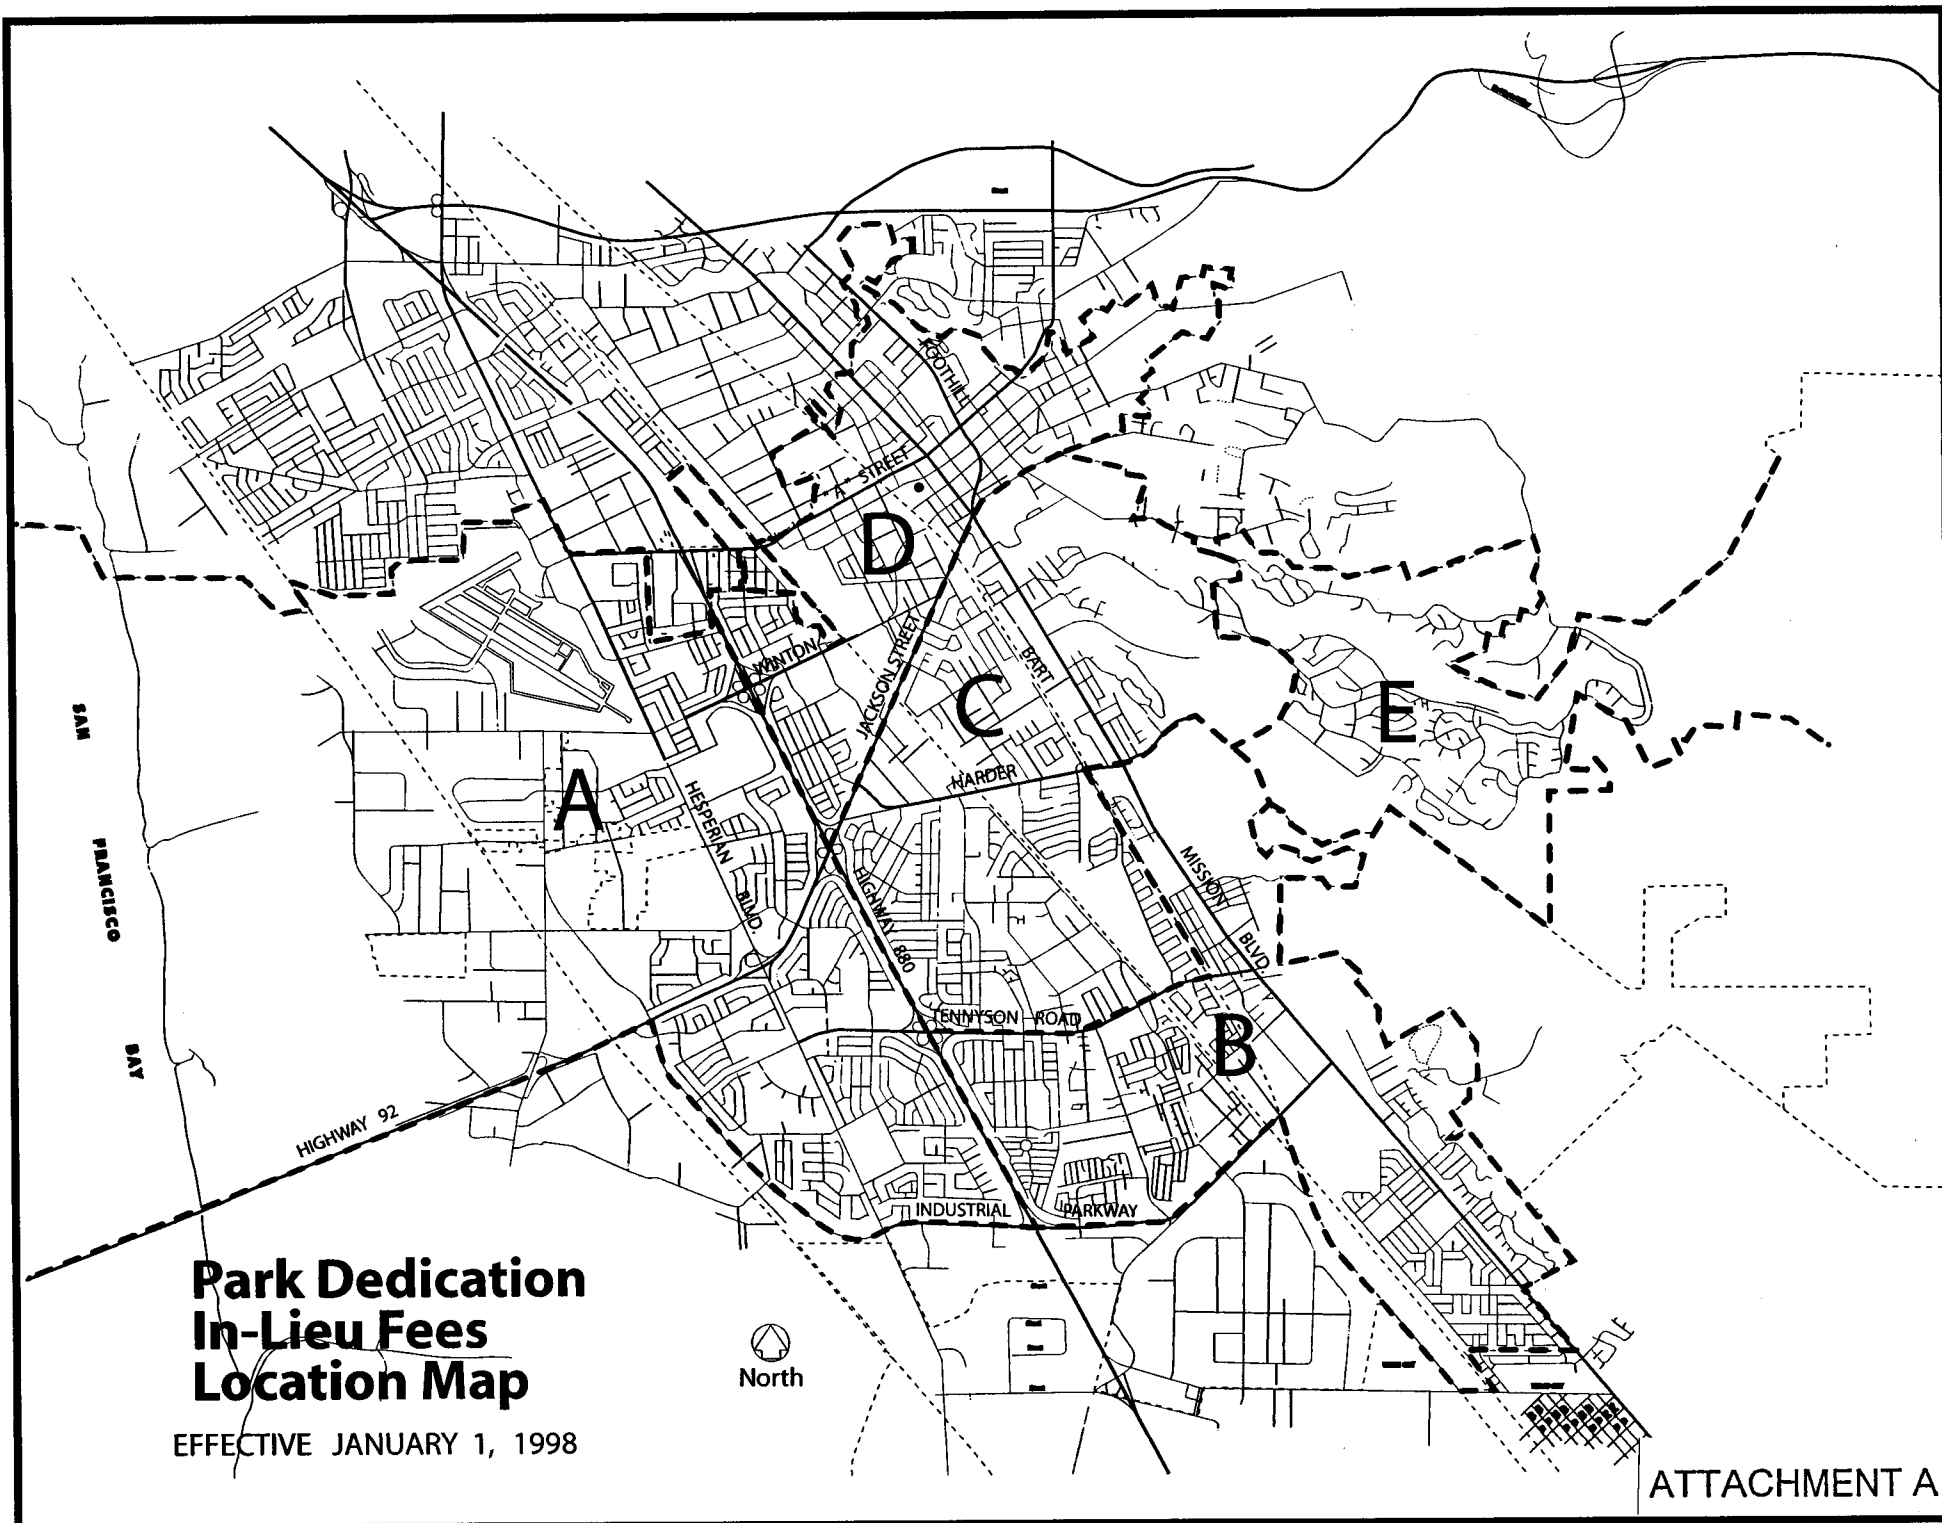 FOOTHILL
"A" STREET
D
WINTON
JACKSON STREET
BART
C
E
SAN
FRANCISCO
BAY
A
HESPERIAN
BLVD.
HARDER
HIGHWAY 880
MISSION
BLVD
TENNYSON ROAD
B
HIGHWAY 92
INDUSTRIAL PARKWAY
Park Dedication
In-Lieu Fees
Location Map
EFFECTIVE JANUARY 1, 1998
North
ATTACHMENT A